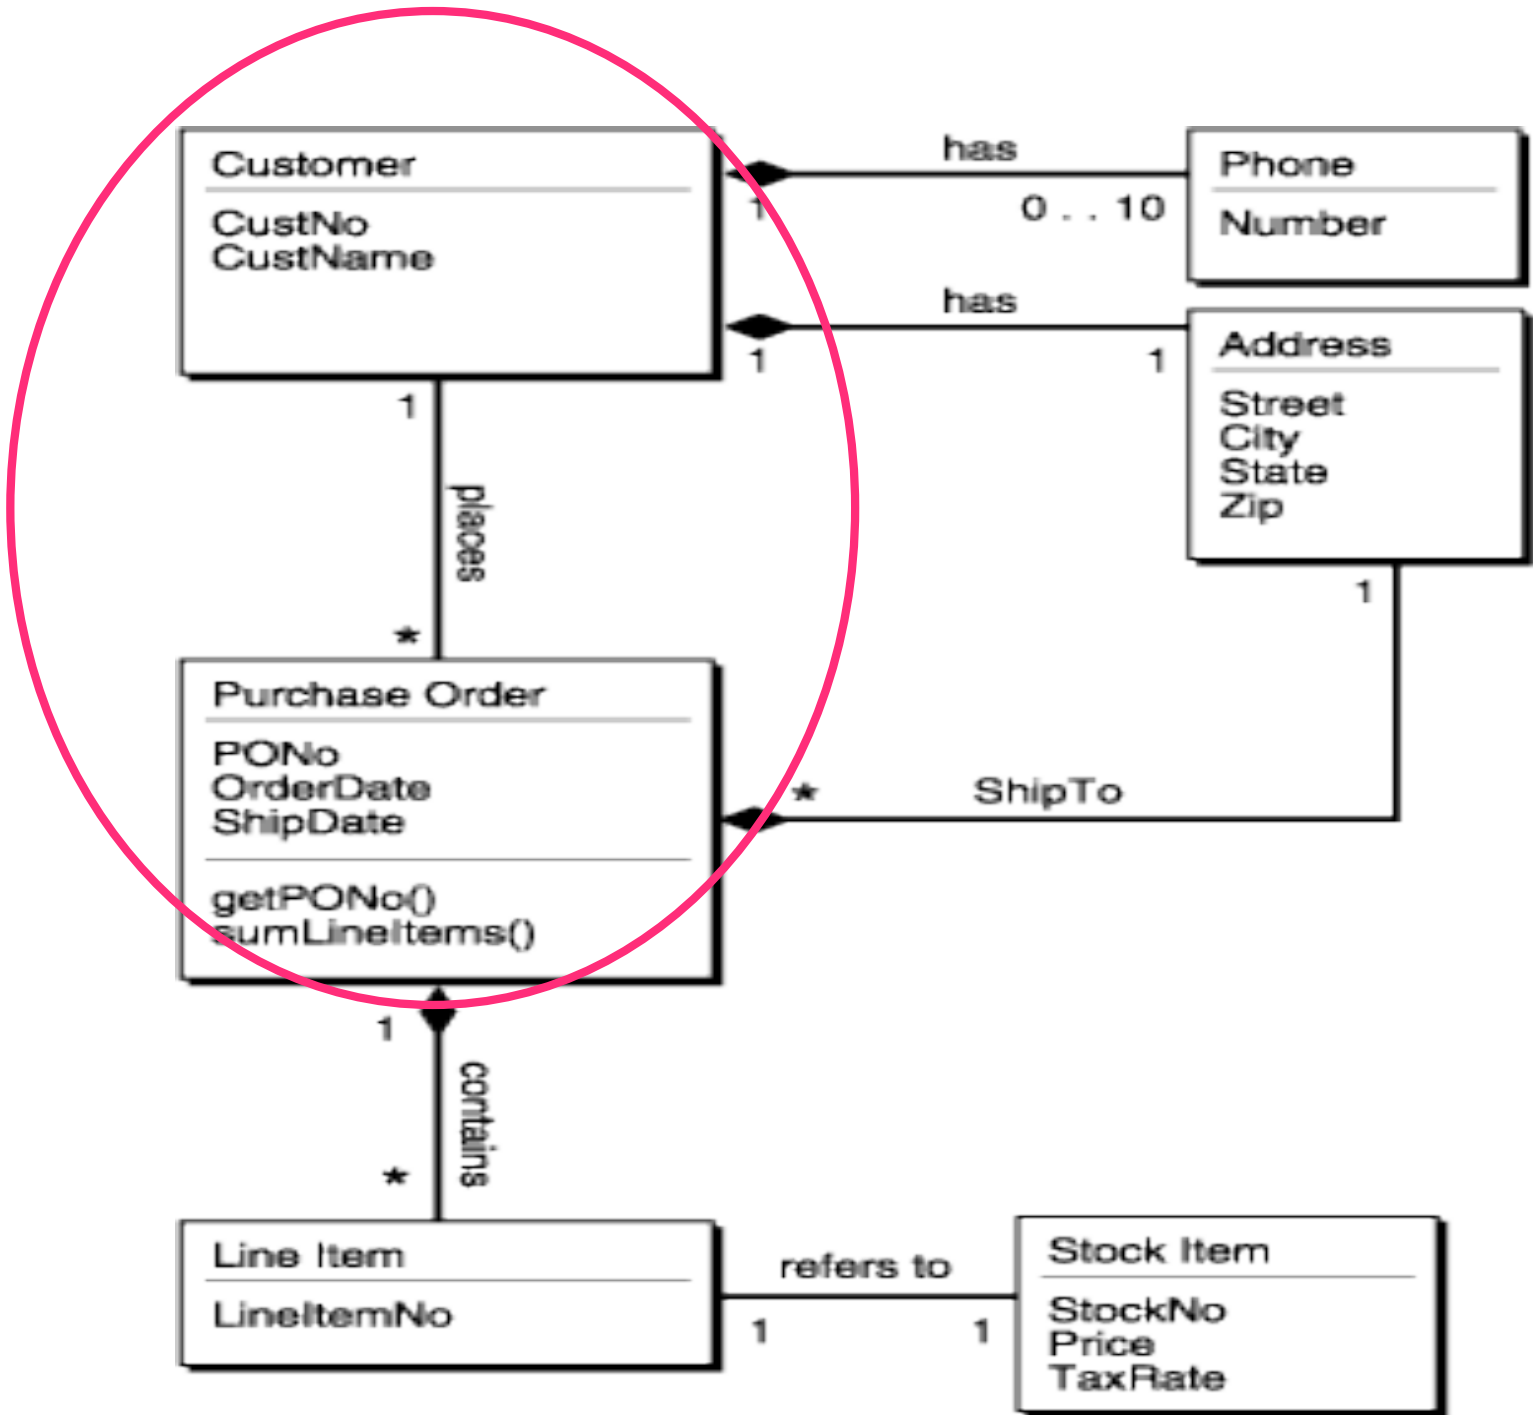 Customer
CustNo
CustName
has
1
0 . . 10
Phone
Number
has
1
1
Address
Street
City
State
Zip
1
places
*
1
Purchase Order
PONo
OrderDate
ShipDate
getPONo()
sumLineItems()
*
ShipTo
1
contains
*
Line Item
LineItemNo
refers to
1
1
Stock Item
StockNo
Price
TaxRate